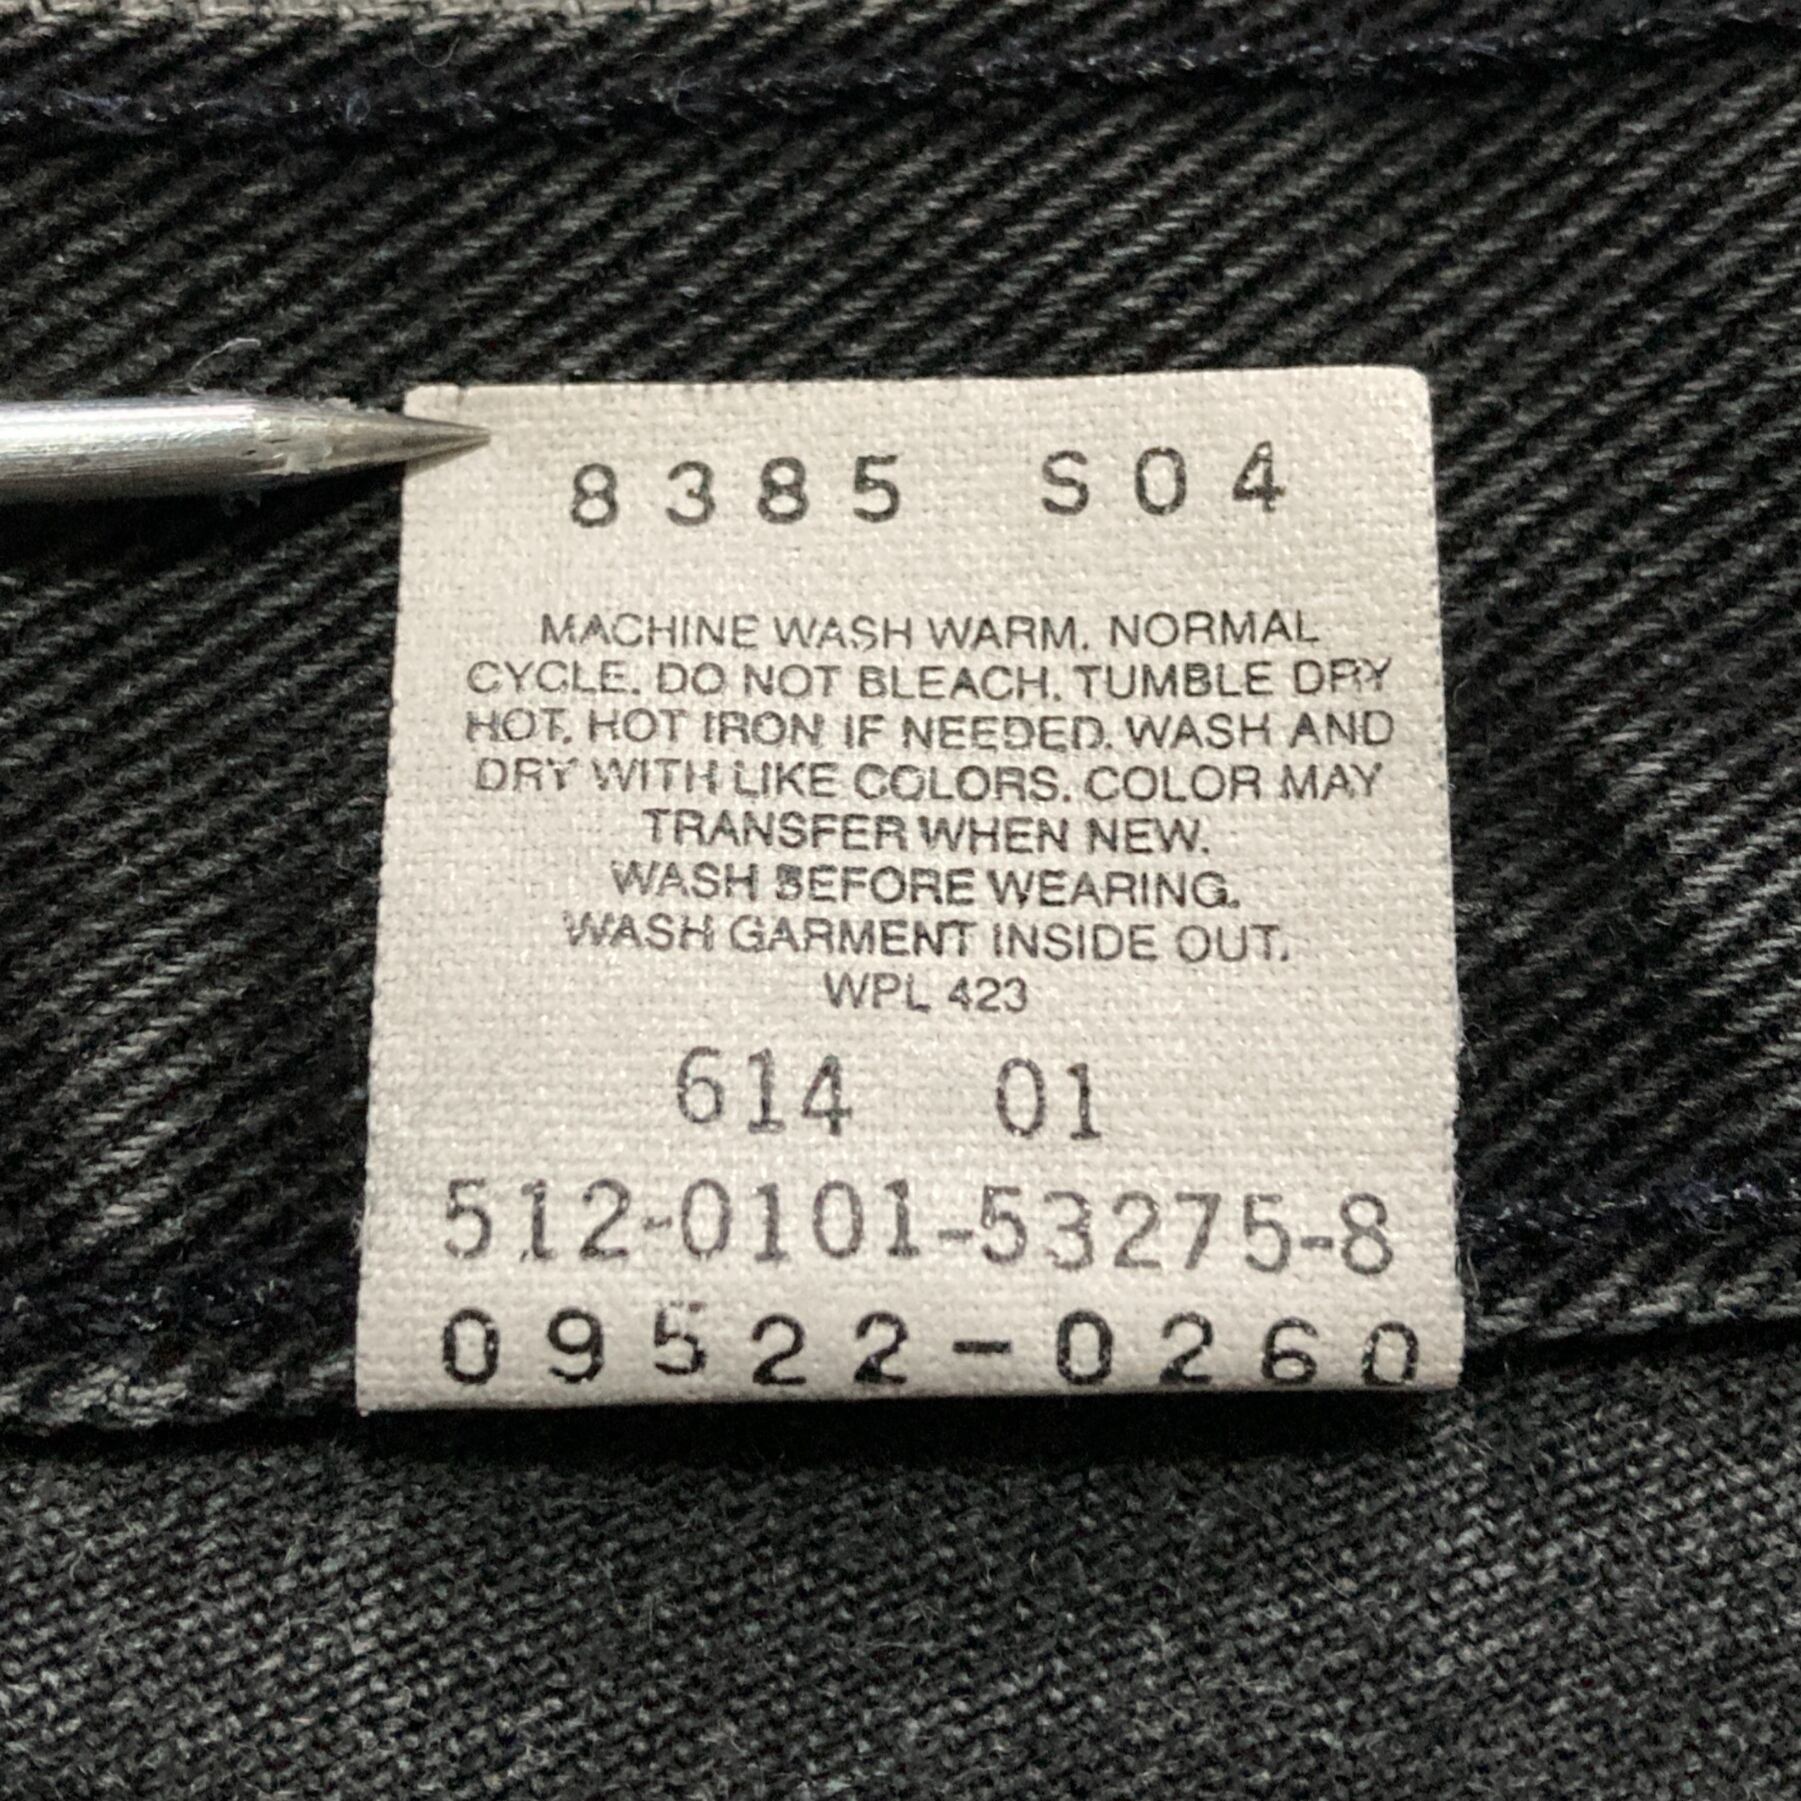 8385 S04
MACHINE WASH WARM. NORMAL
CYCLE. DO NOT BLEACH. TUMBLE DRY
HOT. HOT IRON IF NEEDED. WASH AND
DRY WITH LIKE COLORS. COLOR MAY
TRANSFER WHEN NEW.
WASH BEFORE WEARING.
WASH GARMENT INSIDE OUT.
WPL 423
614 01
512-0101-53275-8
09522-0260